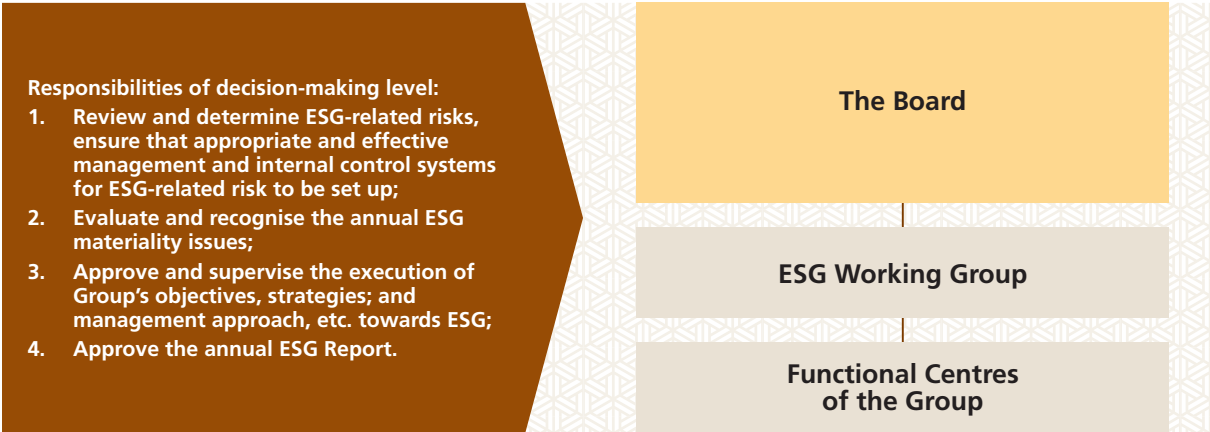 Responsibilities of decision-making level:
1. Review and determine ESG-related risks,
ensure that appropriate and effective
management and internal control systems
for ESG-related risk to be set up;
2. Evaluate and recognise the annual ESG
materiality issues;
3. Approve and supervise the execution of
Group’s objectives, strategies; and
management approach, etc. towards ESG;
4. Approve the annual ESG Report.
The Board
ESG Working Group
Functional Centres
of the Group